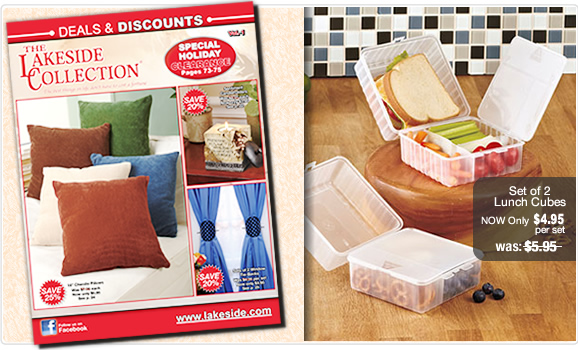 DEALS & DISCOUNTS
THE
LAKESIDE
COLLECTION
SPECIAL
HOLIDAY
CLEARANCE
Pages 73-75
SAVE
20%
SAVE
25%
SAVE
20%
Follow us on
Facebook
www.lakeside.com
Set of 2
Lunch Cubes
NOW Only $4.95
per set
was: $5.95